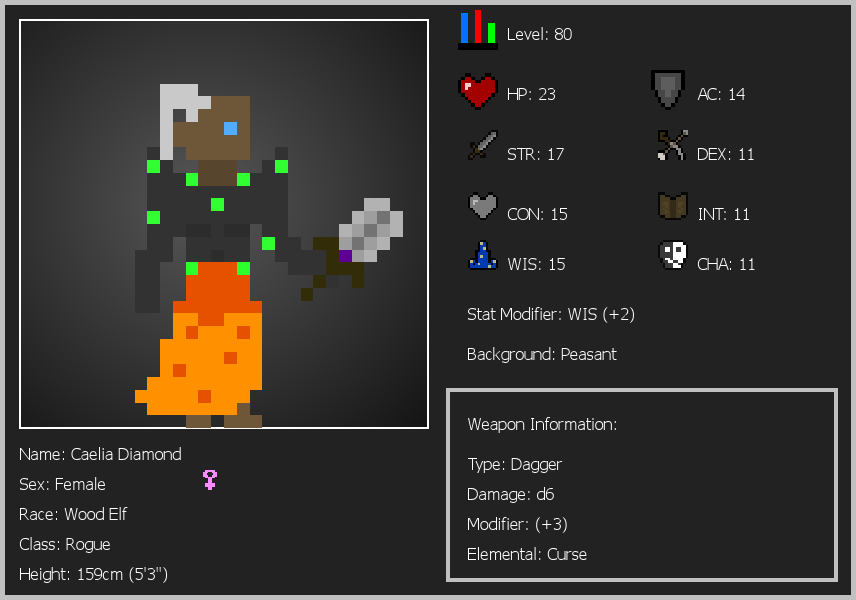 Level: 80
HP: 23
AC: 14
STR: 17
DEX: 11
CON: 15
INT: 11
WIS: 15
CHA: 11
Stat Modifier: WIS (+2)
Background: Peasant
Weapon Information:
Type: Dagger
Damage: d6
Modifier: (+3)
Elemental: Curse
Name: Caelia Diamond
Sex: Female
Race: Wood Elf
Class: Rogue
Height: 159cm (5'3")